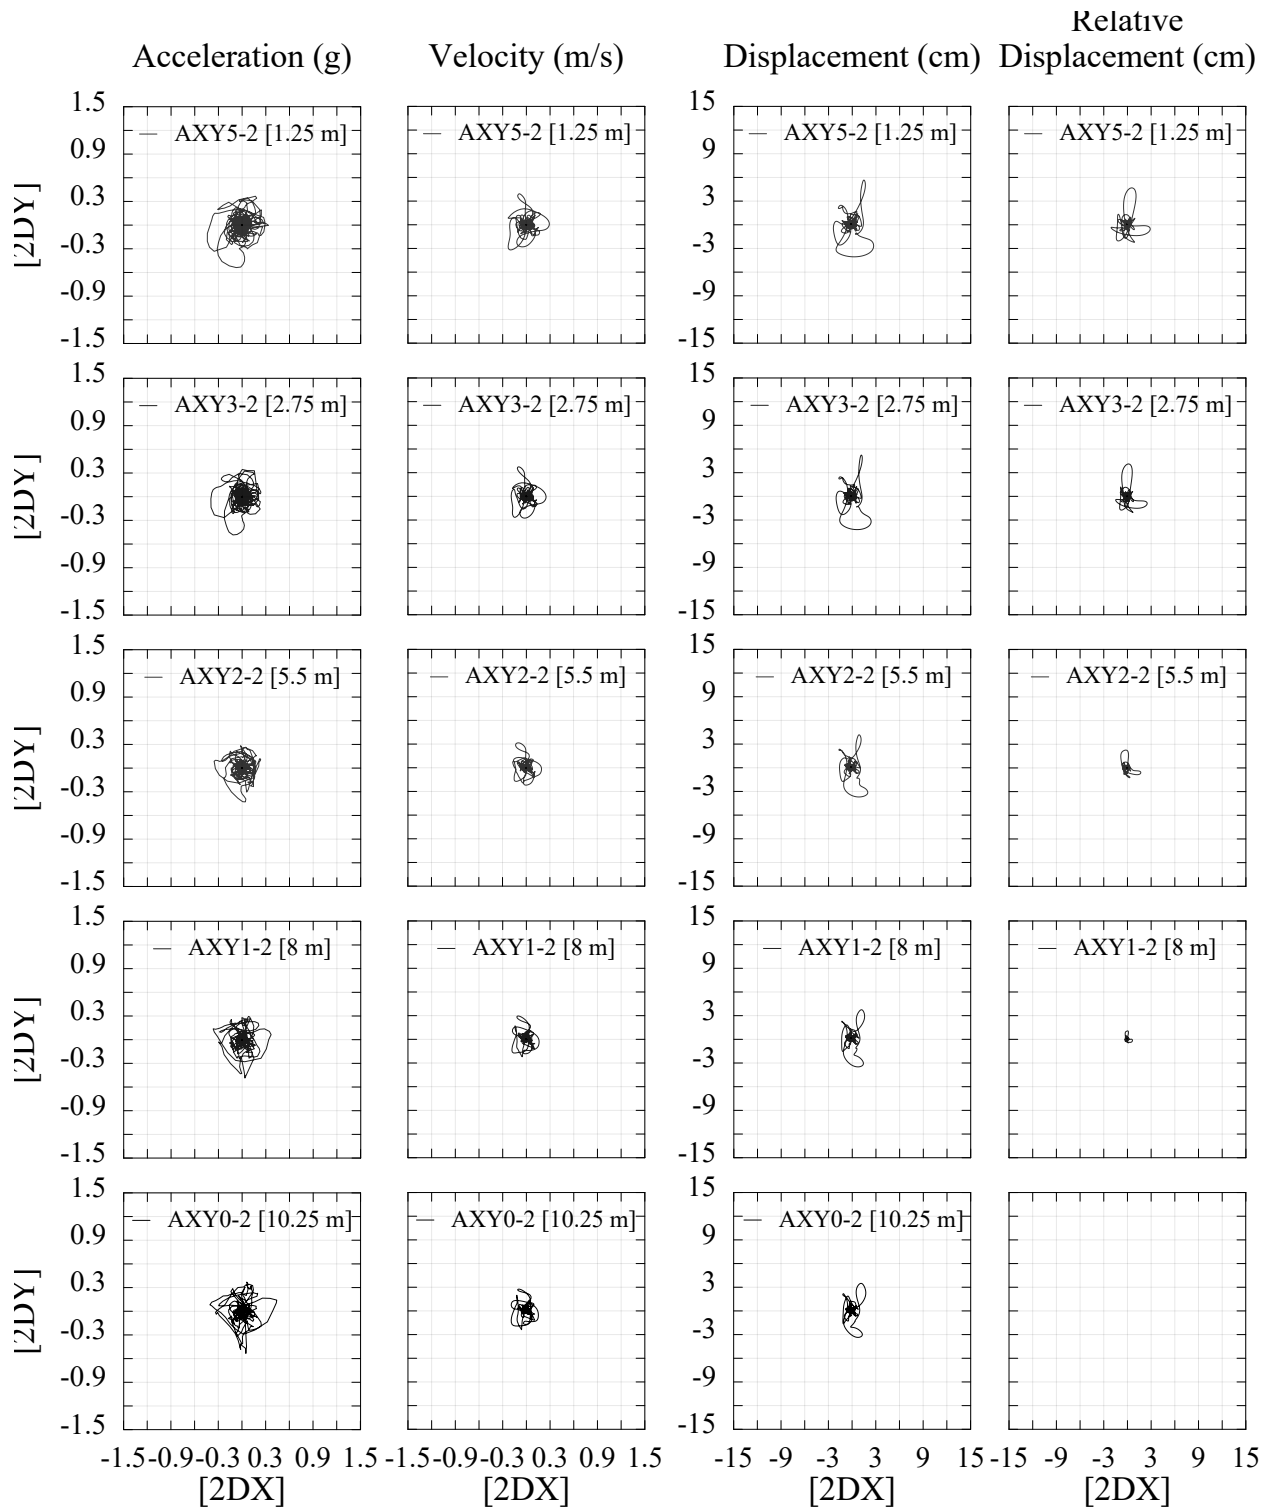 Relative
Acceleration (g) Velocity (m/s) Displacement (cm) Displacement (cm)
1.5 15
AXY5-2 [1.25 m] AXY5-2 [1.25 m] AXY5-2 [1.25 m] AXY5-2 [1.25 m]
0.9 9
0.3 3
[2DY]
-0.3 -3
-0.9 -9
-1.5 -15
1.5 15
AXY3-2 [2.75 m] AXY3-2 [2.75 m] AXY3-2 [2.75 m] AXY3-2 [2.75 m]
0.9 9
0.3 3
[2DY]
-0.3 -3
-0.9 -9
-1.5 -15
1.5 15
AXY2-2 [5.5 m] AXY2-2 [5.5 m] AXY2-2 [5.5 m] AXY2-2 [5.5 m]
0.9 9
0.3 3
[2DY]
-0.3 -3
-0.9 -9
-1.5 -15
1.5 15
AXY1-2 [8 m] AXY1-2 [8 m] AXY1-2 [8 m] AXY1-2 [8 m]
0.9 9
0.3 3
[2DY]
-0.3 -3
-0.9 -9
-1.5 -15
1.5 15
AXY0-2 [10.25 m] AXY0-2 [10.25 m] AXY0-2 [10.25 m]
0.9 9
0.3 3
[2DY]
-0.3 -3
-0.9 -9
-1.5 -15
-1.5 -0.9 -0.3 0.3 0.9 1.5 -1.5 -0.9 -0.3 0.3 0.9 1.5 -15 -9 -3 3 9 15 -15 -9 -3 3 9 15
[2DX] [2DX] [2DX] [2DX]